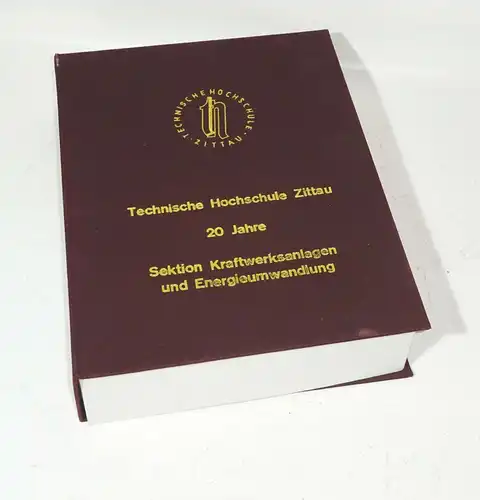 · TECHNISCHE HOCHSCHULE · ZITTAU
th
Technische Hochschule Zittau
20 Jahre
Sektion Kraftwerksanlagen
und Energieumwandlung